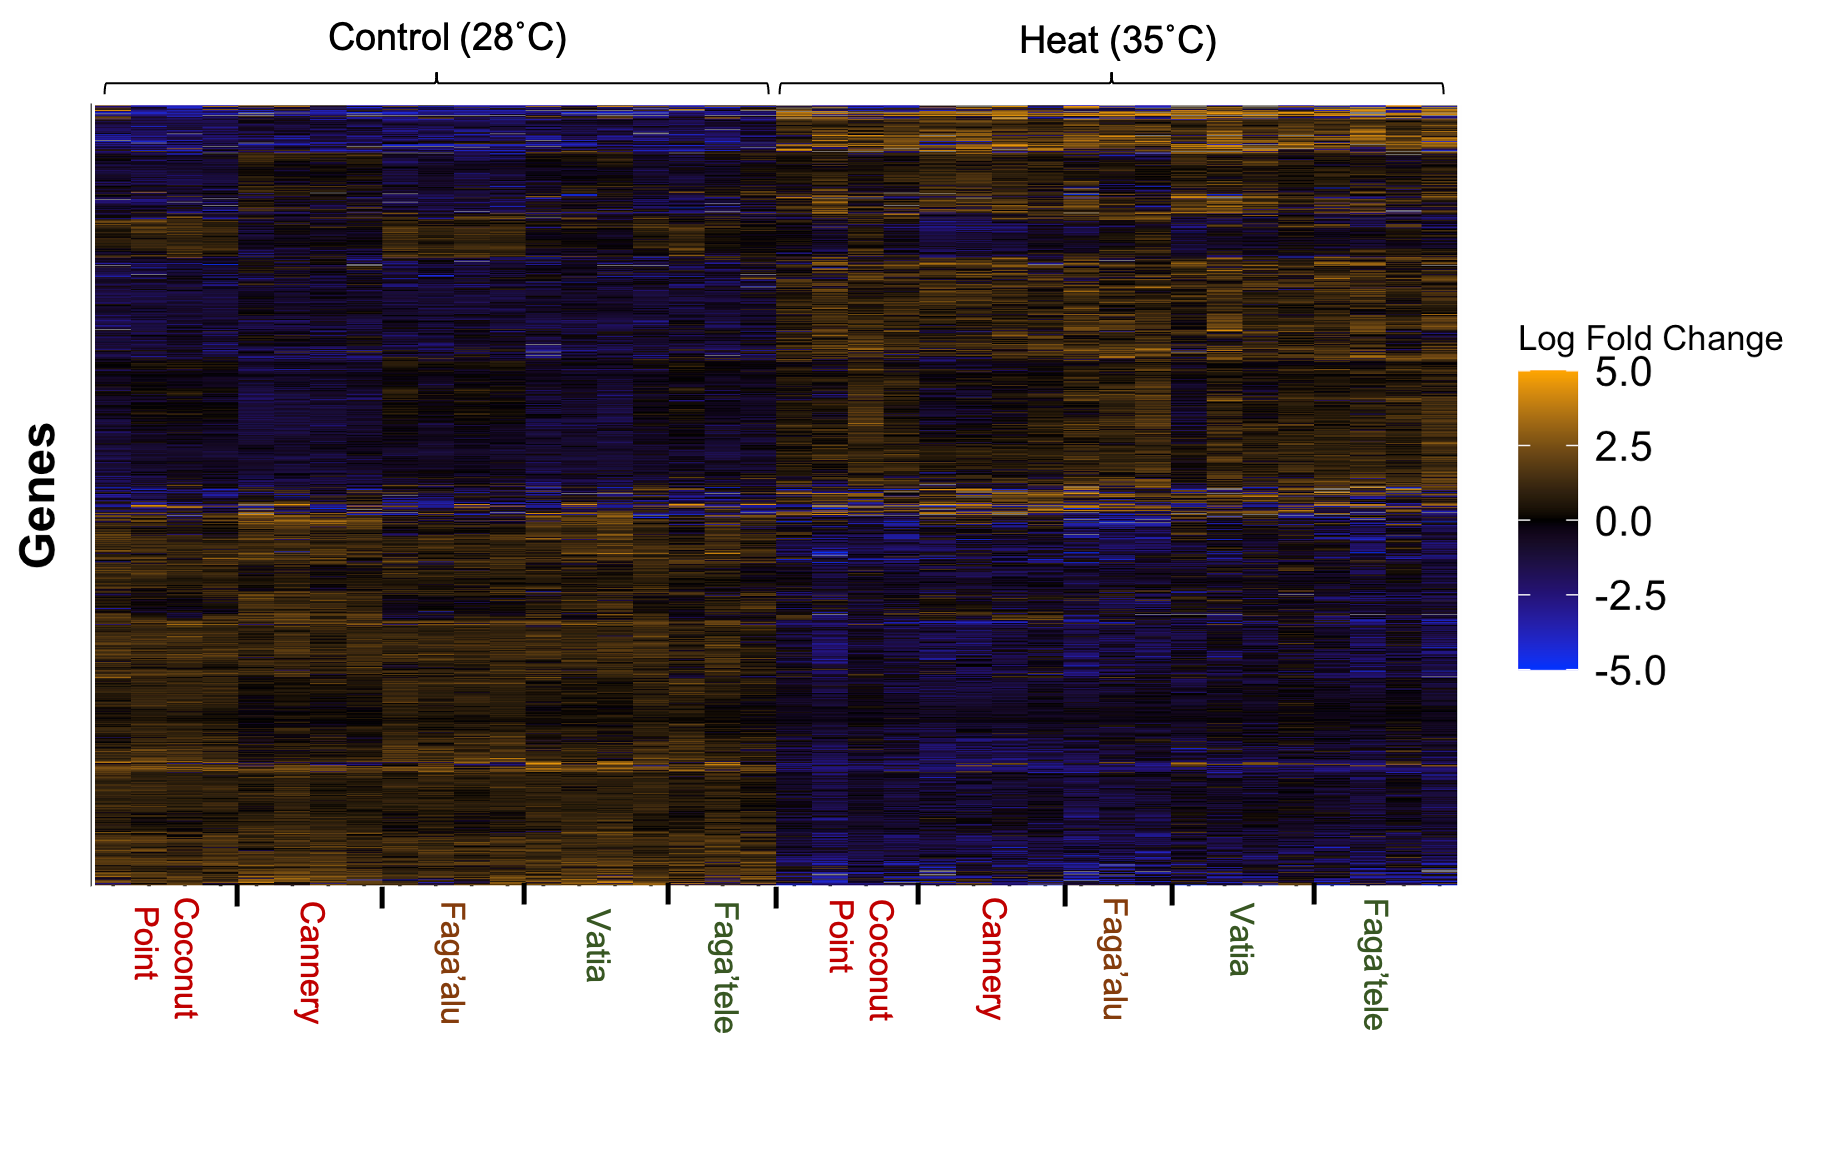 Control (28˚C)
Heat (35˚C)
Genes
Log Fold Change
5.0
2.5
0.0
-2.5
-5.0
Coconut
Point
Cannery
Faga’alu
Vatia
Faga’tele
Coconut
Point
Cannery
Faga’alu
Vatia
Faga’tele